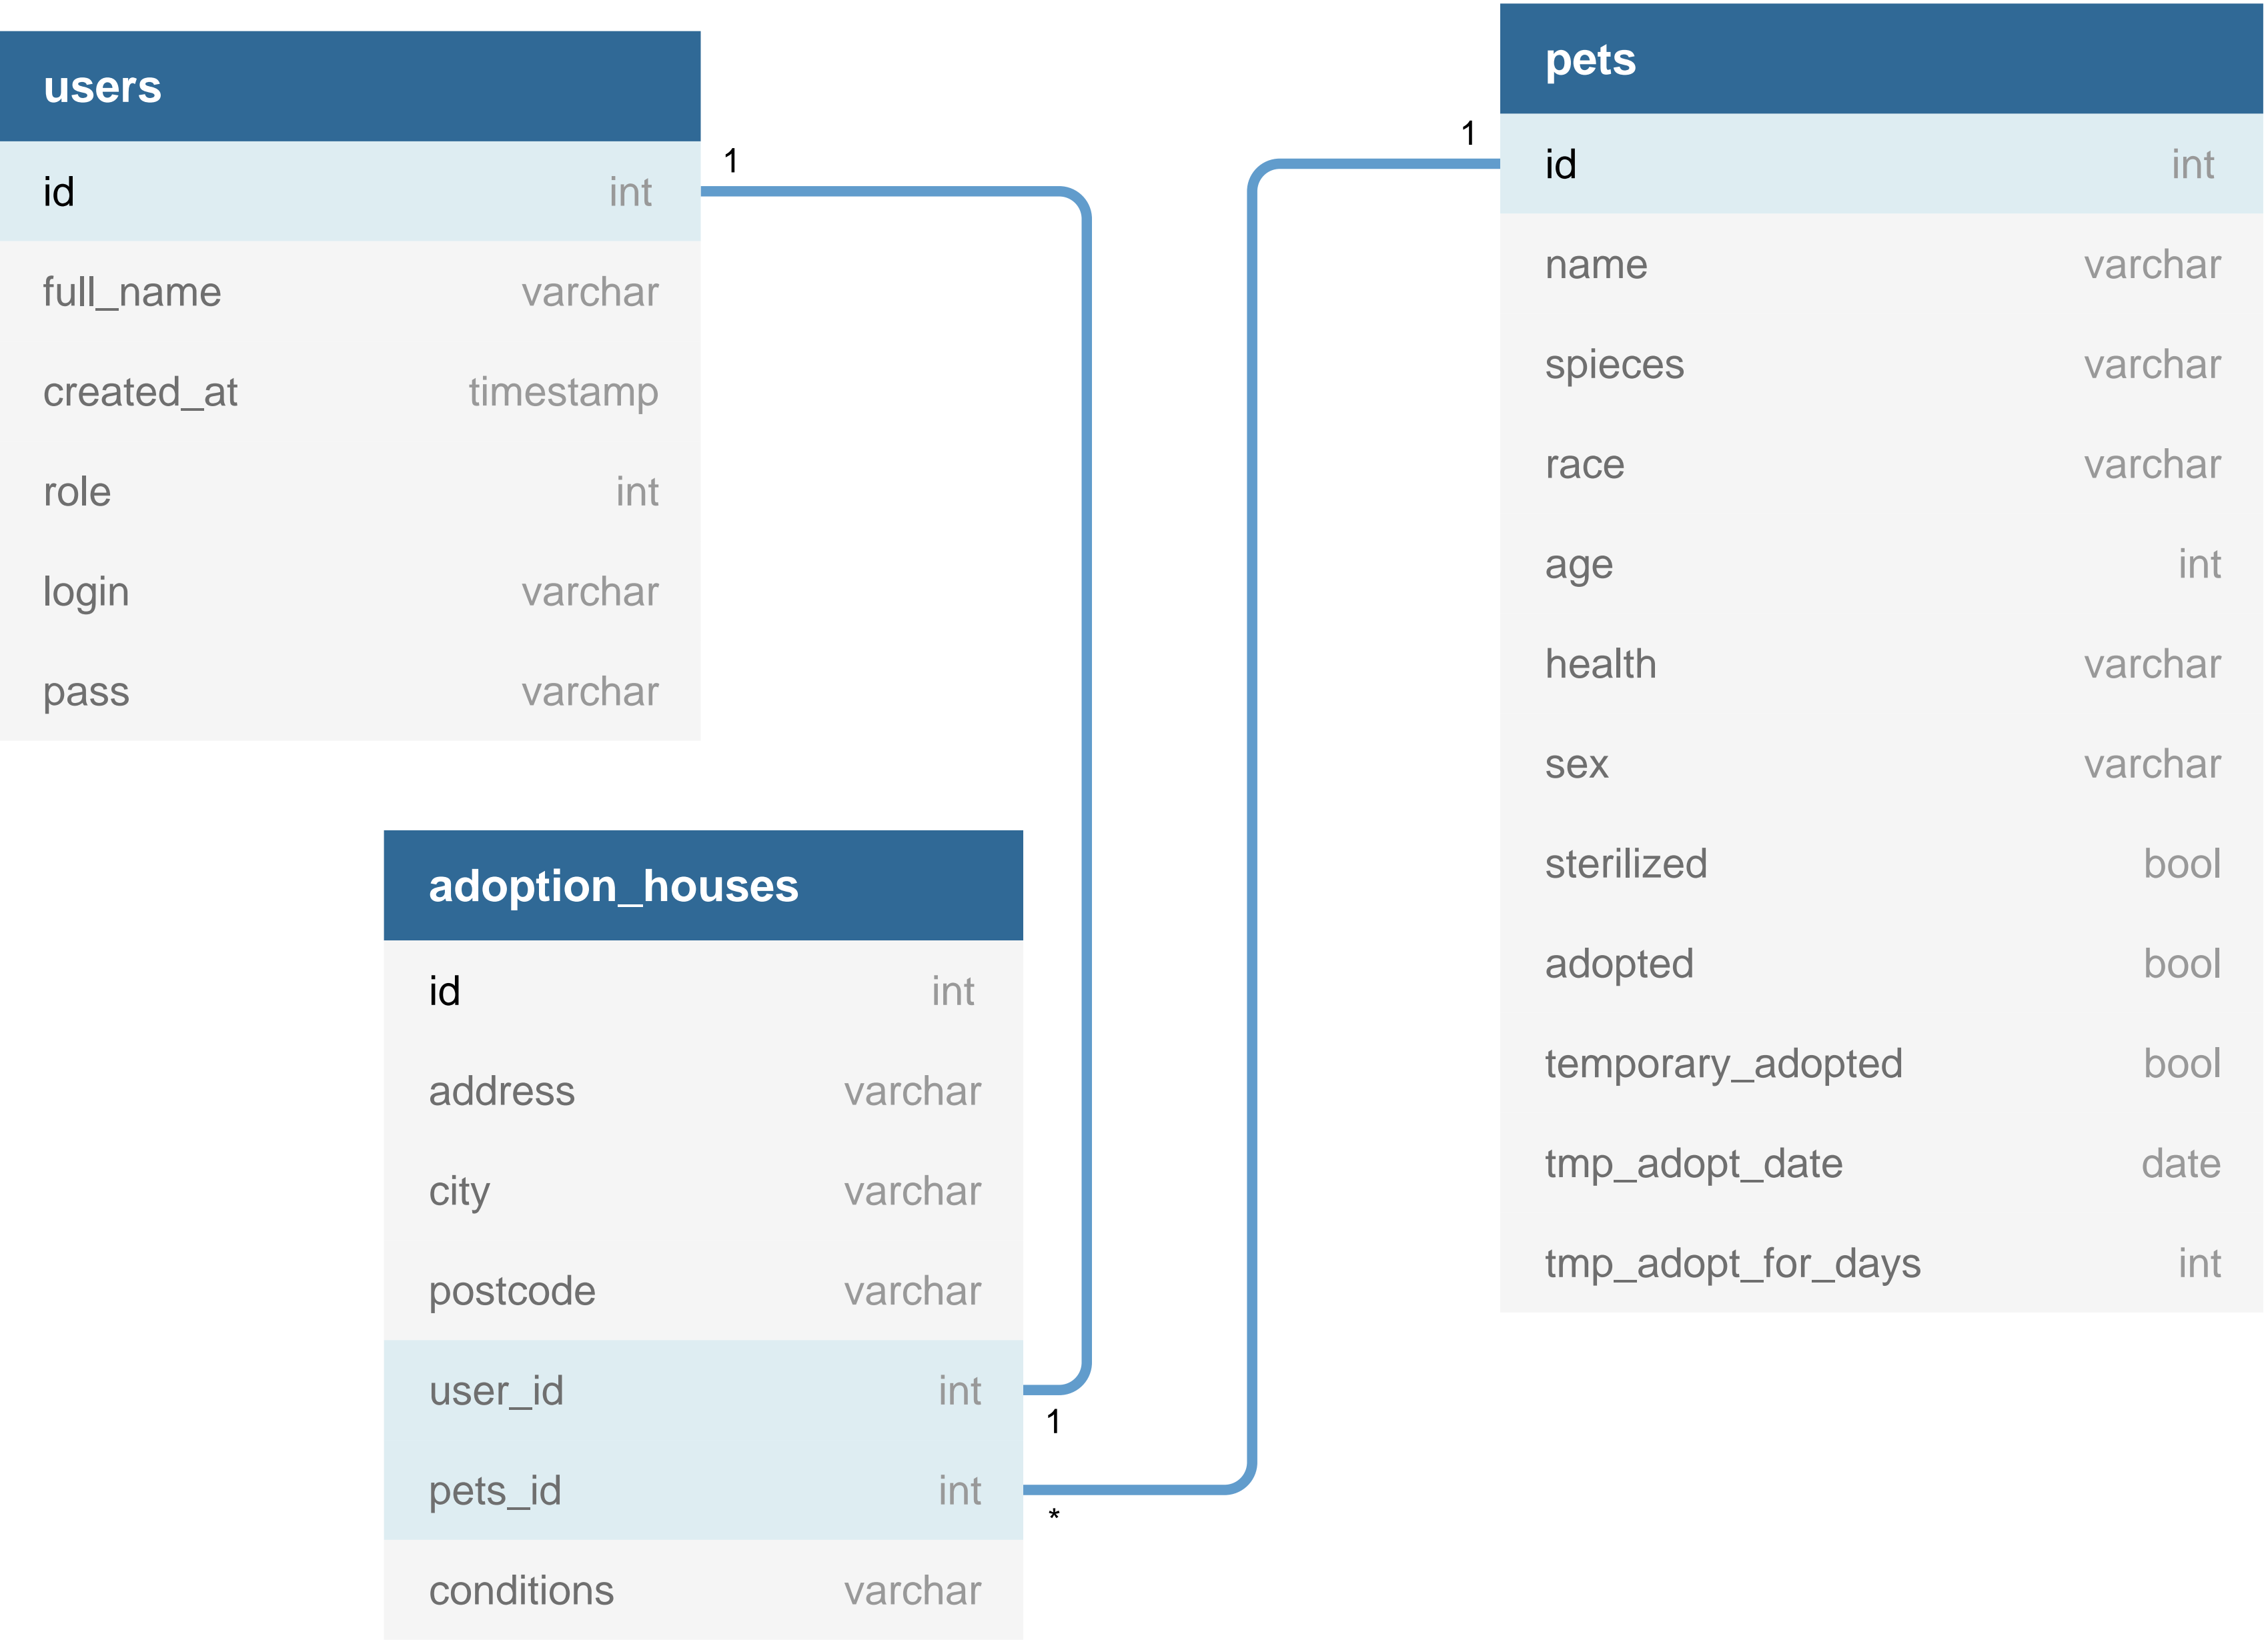 users
id int
full_name varchar
created_at timestamp
role int
login varchar
pass varchar
1
1
pets
id int
name varchar
spieces varchar
race varchar
age int
health varchar
sex varchar
sterilized bool
adopted bool
temporary_adopted bool
tmp_adopt_date date
tmp_adopt_for_days int
adoption_houses
id int
address varchar
city varchar
postcode varchar
user_id int
1
pets_id int
*
conditions varchar